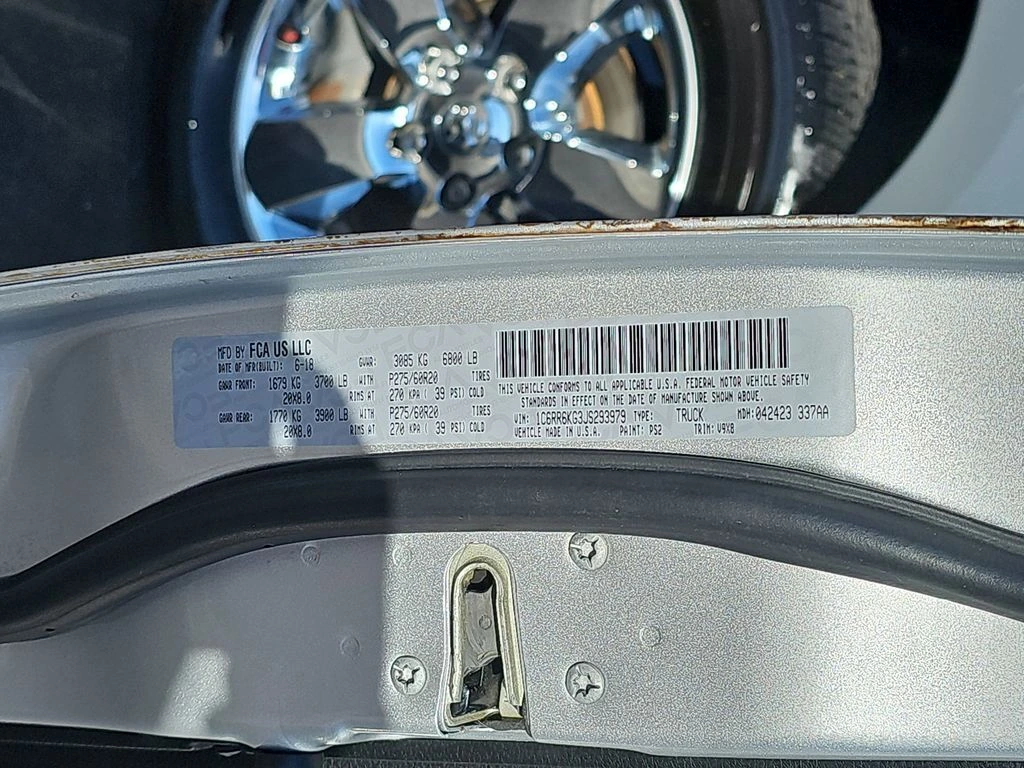 MFD BY FCA US LLC
DATE OF MFR(BUILT): 6-18 GVWR: 3085 KG 6800 LB
GAWR FRONT: 1679 KG 3700 LB WITH P275/60R20 TIRES
20X8.0 RIMS AT 270 KPA ( 39 PSI) COLD
GAWR REAR: 1770 KG 3900 LB WITH P275/60R20 TIRES
20X8.0 RIMS AT 270 KPA ( 39 PSI) COLD
THIS VEHICLE CONFORMS TO ALL APPLICABLE U.S.A. FEDERAL MOTOR VEHICLE SAFETY
STANDARDS IN EFFECT ON THE DATE OF MANUFACTURE SHOWN ABOVE.
VIN: 1C6RR6KG3JS293979 TYPE: TRUCK MDH: 042423 337AA
VEHICLE MADE IN U.S.A. PAINT: PS2 TRIM: V9X8